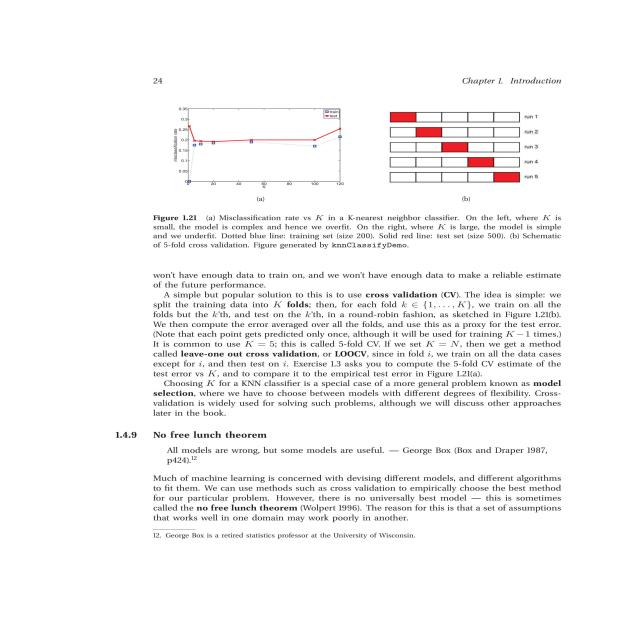 24
Chapter 1. Introduction
0.35
0.3
0.25
0.2
0.15
0.1
0.05
0
0 20 40 60 80 100 120
misclassification rate
K
train
test
(a)
run 1
run 2
run 3
run 4
run 5
(b)
Figure 1.21 (a) Misclassification rate vs K in a K-nearest neighbor classifier. On the left, where K is
small, the model is complex and hence we overfit. On the right, where K is large, the model is simple
and we underfit. Dotted blue line: training set (size 200). Solid red line: test set (size 500). (b) Schematic
of 5-fold cross validation. Figure generated by knnClassifyDemo.
won't have enough data to train on, and we won't have enough data to make a reliable estimate
of the future performance.
A simple but popular solution to this is to use cross validation (CV). The idea is simple: we
split the training data into K folds; then, for each fold k ∈ {1, . . . , K}, we train on all the
folds but the k'th, and test on the k'th, in a round-robin fashion, as sketched in Figure 1.21(b).
We then compute the error averaged over all the folds, and use this as a proxy for the test error.
(Note that each point gets predicted only once, although it will be used for training K − 1 times.)
It is common to use K = 5; this is called 5-fold CV. If we set K = N, then we get a method
called leave-one out cross validation, or LOOCV, since in fold i, we train on all the data cases
except for i, and then test on i. Exercise 1.3 asks you to compute the 5-fold CV estimate of the
test error vs K, and to compare it to the empirical test error in Figure 1.21(a).
Choosing K for a KNN classifier is a special case of a more general problem known as model
selection, where we have to choose between models with different degrees of flexibility. Cross-
validation is widely used for solving such problems, although we will discuss other approaches
later in the book.
1.4.9 No free lunch theorem
All models are wrong, but some models are useful. — George Box (Box and Draper 1987,
p424).12
Much of machine learning is concerned with devising different models, and different algorithms
to fit them. We can use methods such as cross validation to empirically choose the best method
for our particular problem. However, there is no universally best model — this is sometimes
called the no free lunch theorem (Wolpert 1996). The reason for this is that a set of assumptions
that works well in one domain may work poorly in another.
12. George Box is a retired statistics professor at the University of Wisconsin.